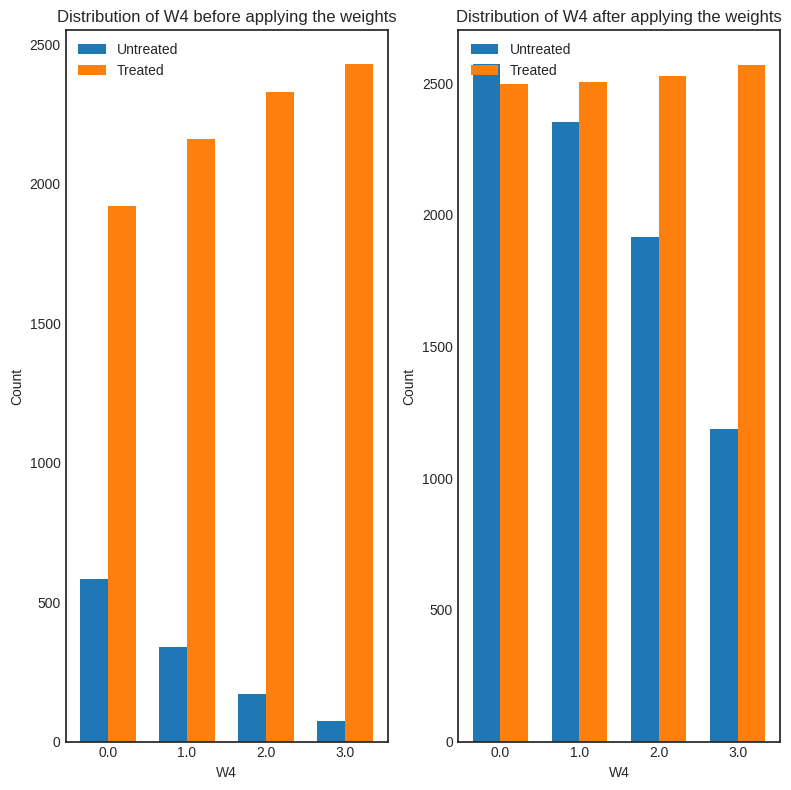 Distribution of W4 before applying the weights
Untreated
Treated
2500
2000
1500
1000
500
0
Count
0.0 1.0 2.0 3.0
W4
Distribution of W4 after applying the weights
Untreated
Treated
2500
2000
1500
1000
500
0
Count
0.0 1.0 2.0 3.0
W4